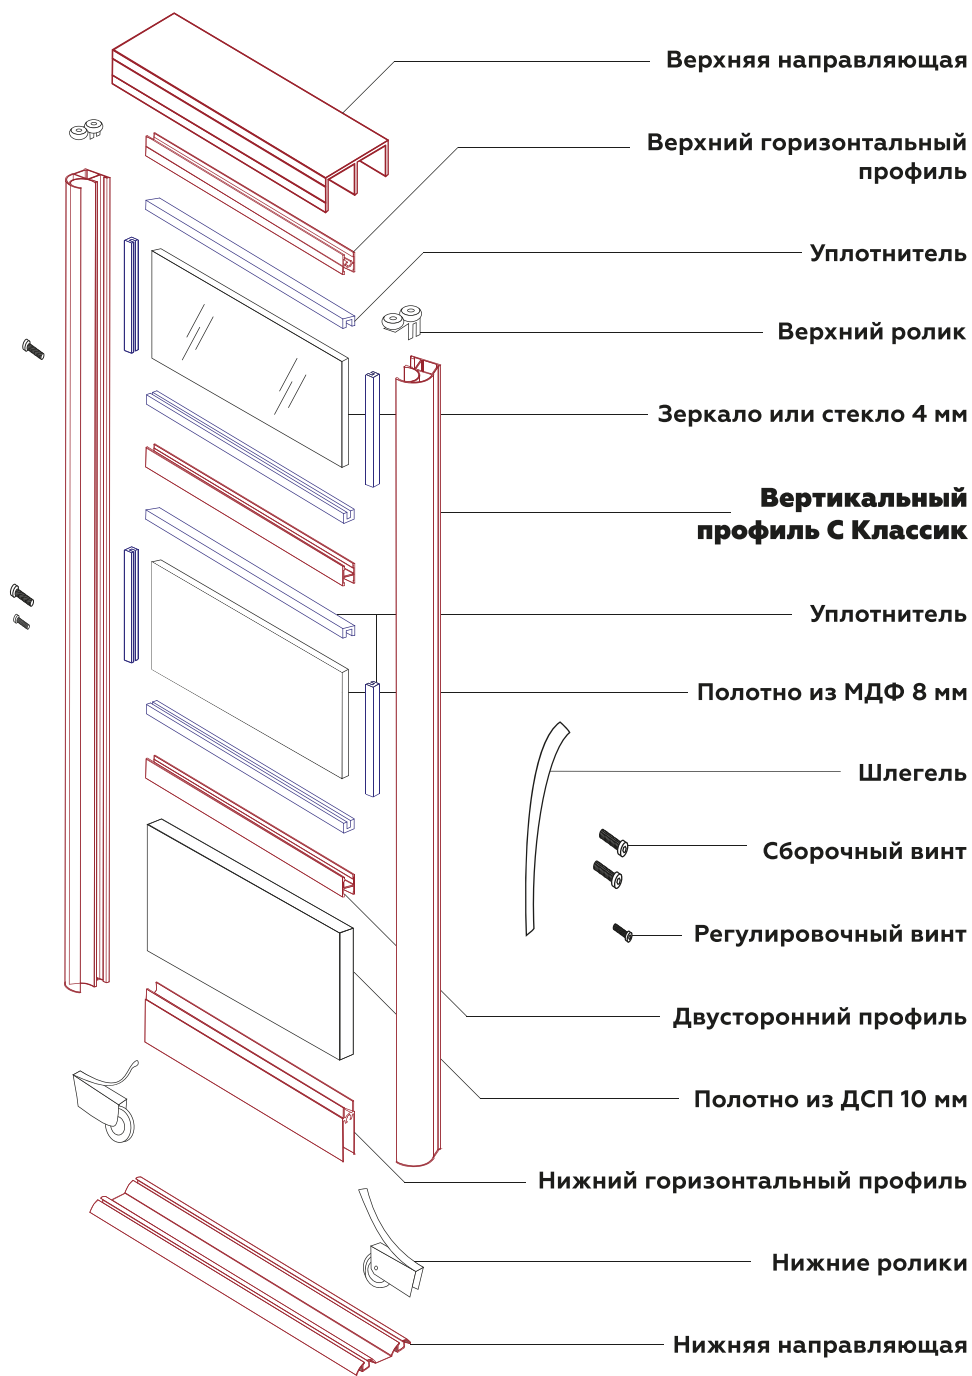 Верхняя направляющая
Верхний горизонтальный
профиль
Уплотнитель
Верхний ролик
Зеркало или стекло 4 мм
Вертикальный
профиль С Классик
Уплотнитель
Полотно из МДФ 8 мм
Шлегель
Сборочный винт
Регулировочный винт
Двусторонний профиль
Полотно из ДСП 10 мм
Нижний горизонтальный профиль
Нижние ролики
Нижняя направляющая